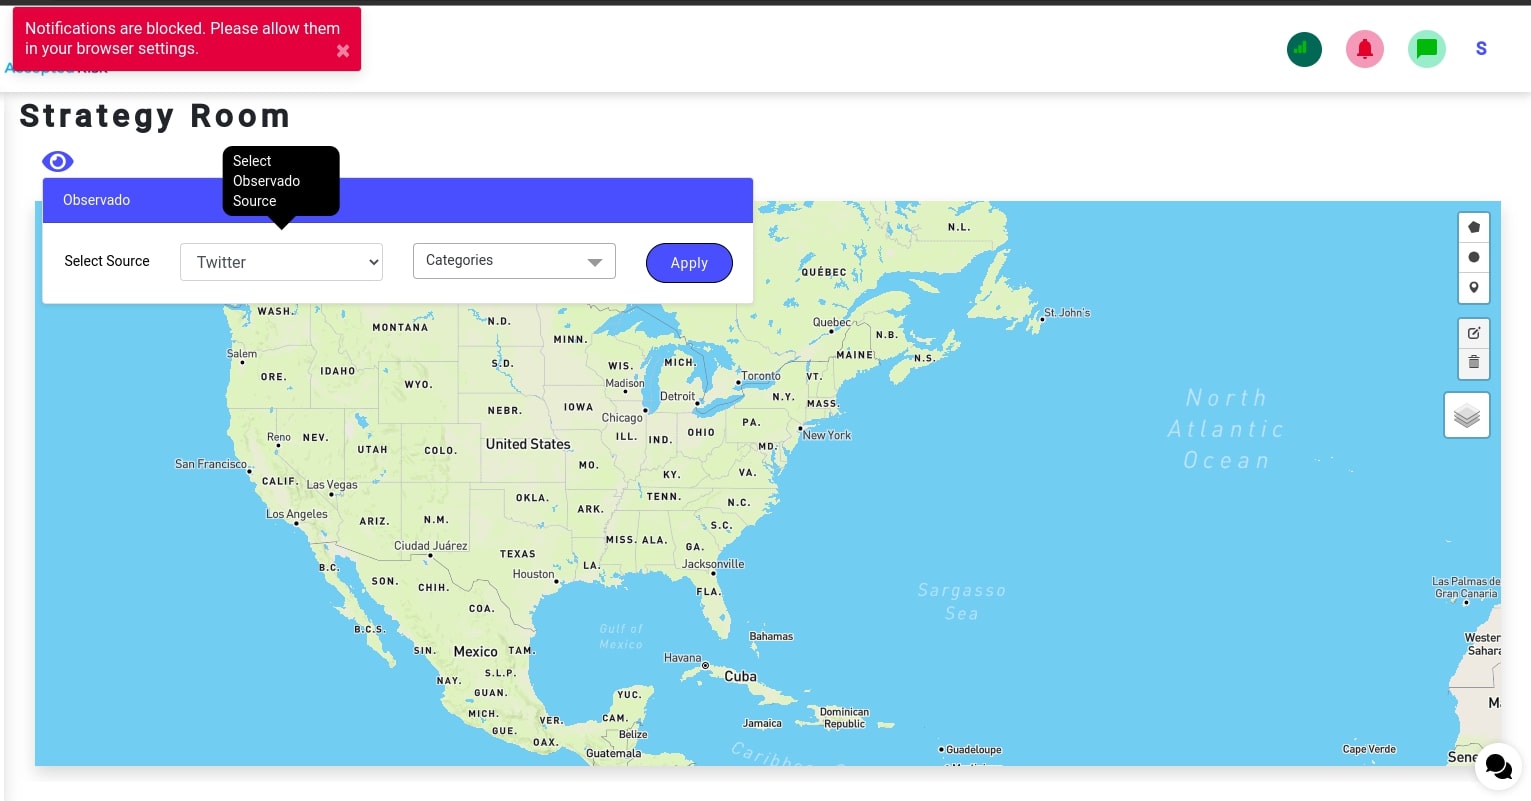 Notifications are blocked. Please allow them
in your browser settings.
×
S
Strategy Room
Select
Observado
Source
Observado
Select Source
Twitter
Categories
Apply
N.L.
QUÉBEC
St. John's
WASH.
MONTANA
N.D.
MINN.
Quebec
N.B.
MAINE
N.S.
Salem
ORE.
IDAHO
WYO.
S.D.
WIS.
MICH.
Madison
Toronto
VT.
Detroit
N.Y.
MASS.
NEBR.
IOWA
Chicago
North
Atlantic
Ocean
Reno
NEV.
UTAH
COLO.
United States
ILL.
IND.
OHIO
PA.
New York
MD.
San Francisco
CALIF.
Las Vegas
MO.
KY.
VA.
Los Angeles
ARIZ.
N.M.
OKLA.
ARK.
TENN.
N.C.
S.C.
MISS.
ALA.
GA.
Ciudad Juárez
TEXAS
Houston
LA.
Jacksonville
FLA.
B.C.
SON.
CHIH.
COA.
Sargasso
Sea
Las Palmas de
Gran Canaria
B.C.S.
SIN.
Mexico
TAM.
Gulf of
Mexico
Bahamas
Havana
Cuba
S.L.P.
NAY.
GUAN.
YUC.
MICH.
VER.
CAM.
GUE.
OAX.
Belize
Guatemala
Jamaica
Dominican
Republic
Guadeloupe
Cape Verde